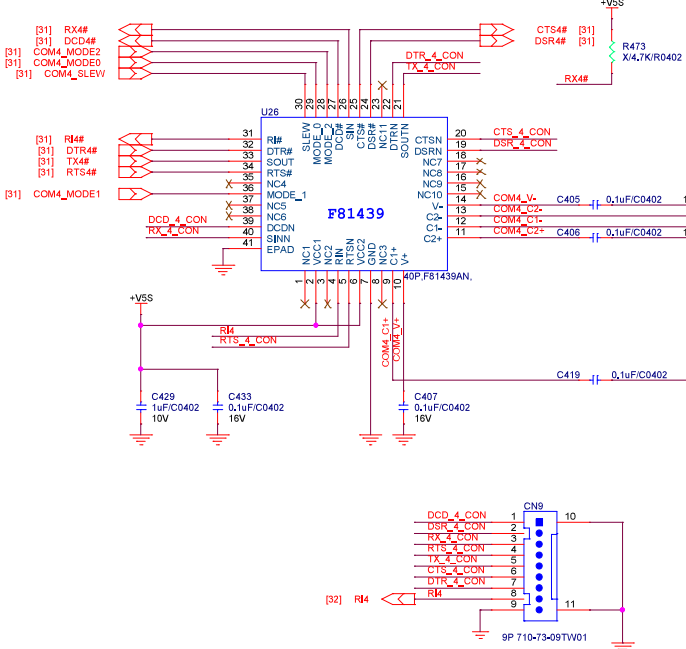 +V5S
[31] RX4#
[31] DCD4#
[31] COM4_MODE2
[31] COM4_MODE0
[31] COM4_SLEW
CTS4# [31]
DSR4# [31]
R473
X/4.7K/R0402
RX4#
DTR_4_CON
TX_4_CON
30 29 28 27 26 25 24 23 22 21
U26
SLEW MODE_0 MODE_2 DCD# SIN CTS# DSR# NC11 DTRN SOUTN
[31] RI4#
[31] DTR4#
[31] TX4#
[31] RTS4#
[31] COM4_MODE1
DCD_4_CON
RX_4_CON
31 RI#
32 DTR#
33 SOUT
34 RTS#
35 NC4
36 MODE_1
37 NC5
38 NC6
39 DCDN
40 SINN
41 EPAD
F81439
CTSN 20 CTS_4_CON
DSRN 19 DSR_4_CON
NC7 18
NC8 17
NC9 16
NC10 15
V- 14 COM4_V- C405 0.1uF/C0402 1
C2- 13 COM4_C2-
C1- 12 COM4_C1-
C2+ 11 COM4_C2+ C406 0.1uF/C0402 1
NC1 VCC1 NC2 RIN RTSN VCC2 GND NC3 C1+ V+
1 2 3 4 5 6 7 8 9 10
40P,F81439AN,
+V5S
RI4
RTS_4_CON
COM4_C1+
COM4_V+
C429
1uF/C0402
10V
C433
0.1uF/C0402
16V
C407
0.1uF/C0402
16V
C419 0.1uF/C0402
CN9
DCD_4_CON 1
DSR_4_CON 2
RX_4_CON 3
RTS_4_CON 4
TX_4_CON 5
CTS_4_CON 6
DTR_4_CON 7
[32] RI4 RI4 8
9
10
11
9P 710-73-09TW01